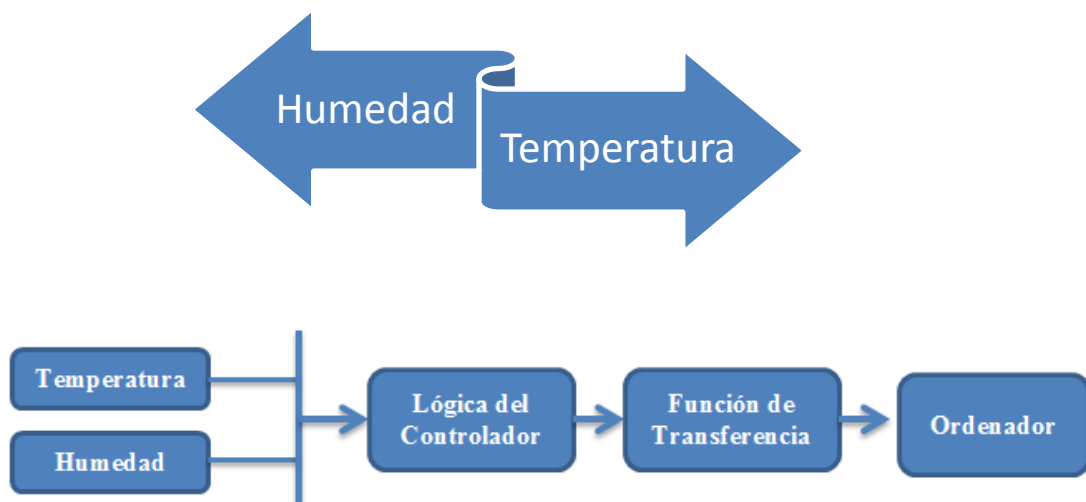 Humedad
Temperatura
Temperatura
Humedad
Lógica del
Controlador
Función de
Transferencia
Ordenador